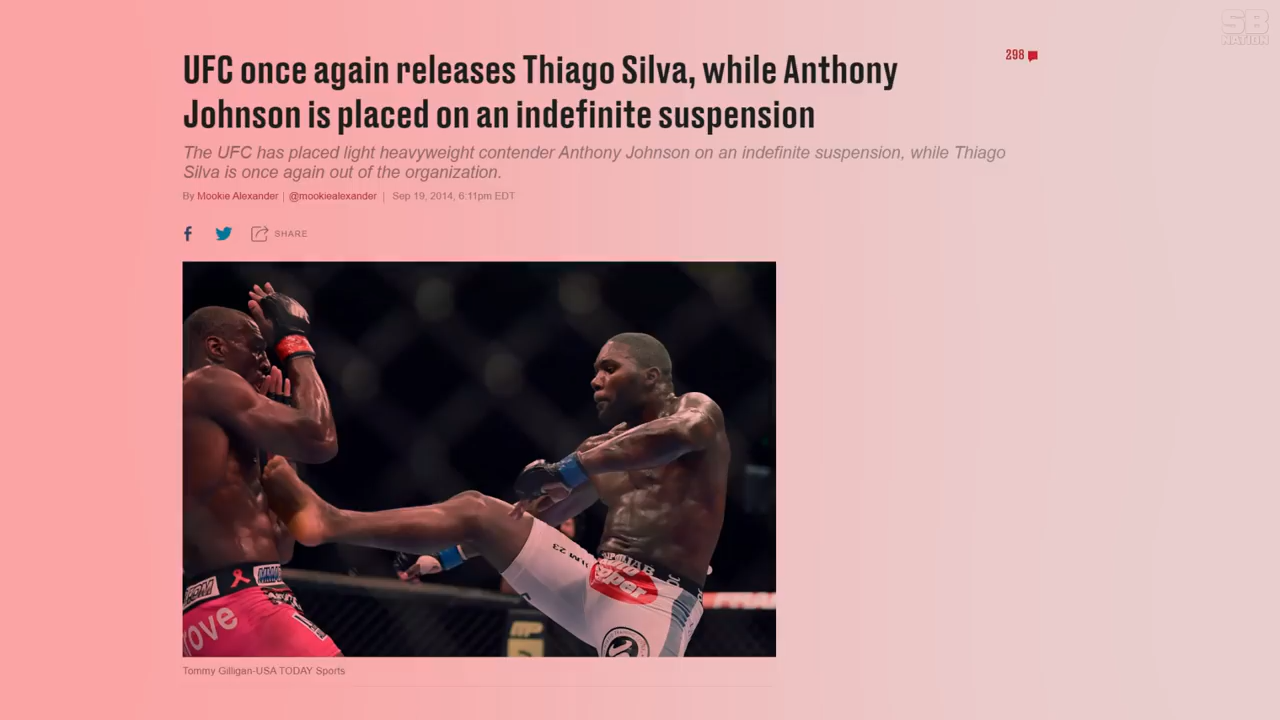 SB
NATION
UFC once again releases Thiago Silva, while Anthony
Johnson is placed on an indefinite suspension
298
The UFC has placed light heavyweight contender Anthony Johnson on an indefinite suspension, while Thiago
Silva is once again out of the organization.
By Mookie Alexander | @mookiealexander | Sep 19, 2014, 6:11pm EDT
SHARE
rove
Tommy Gilligan-USA TODAY Sports